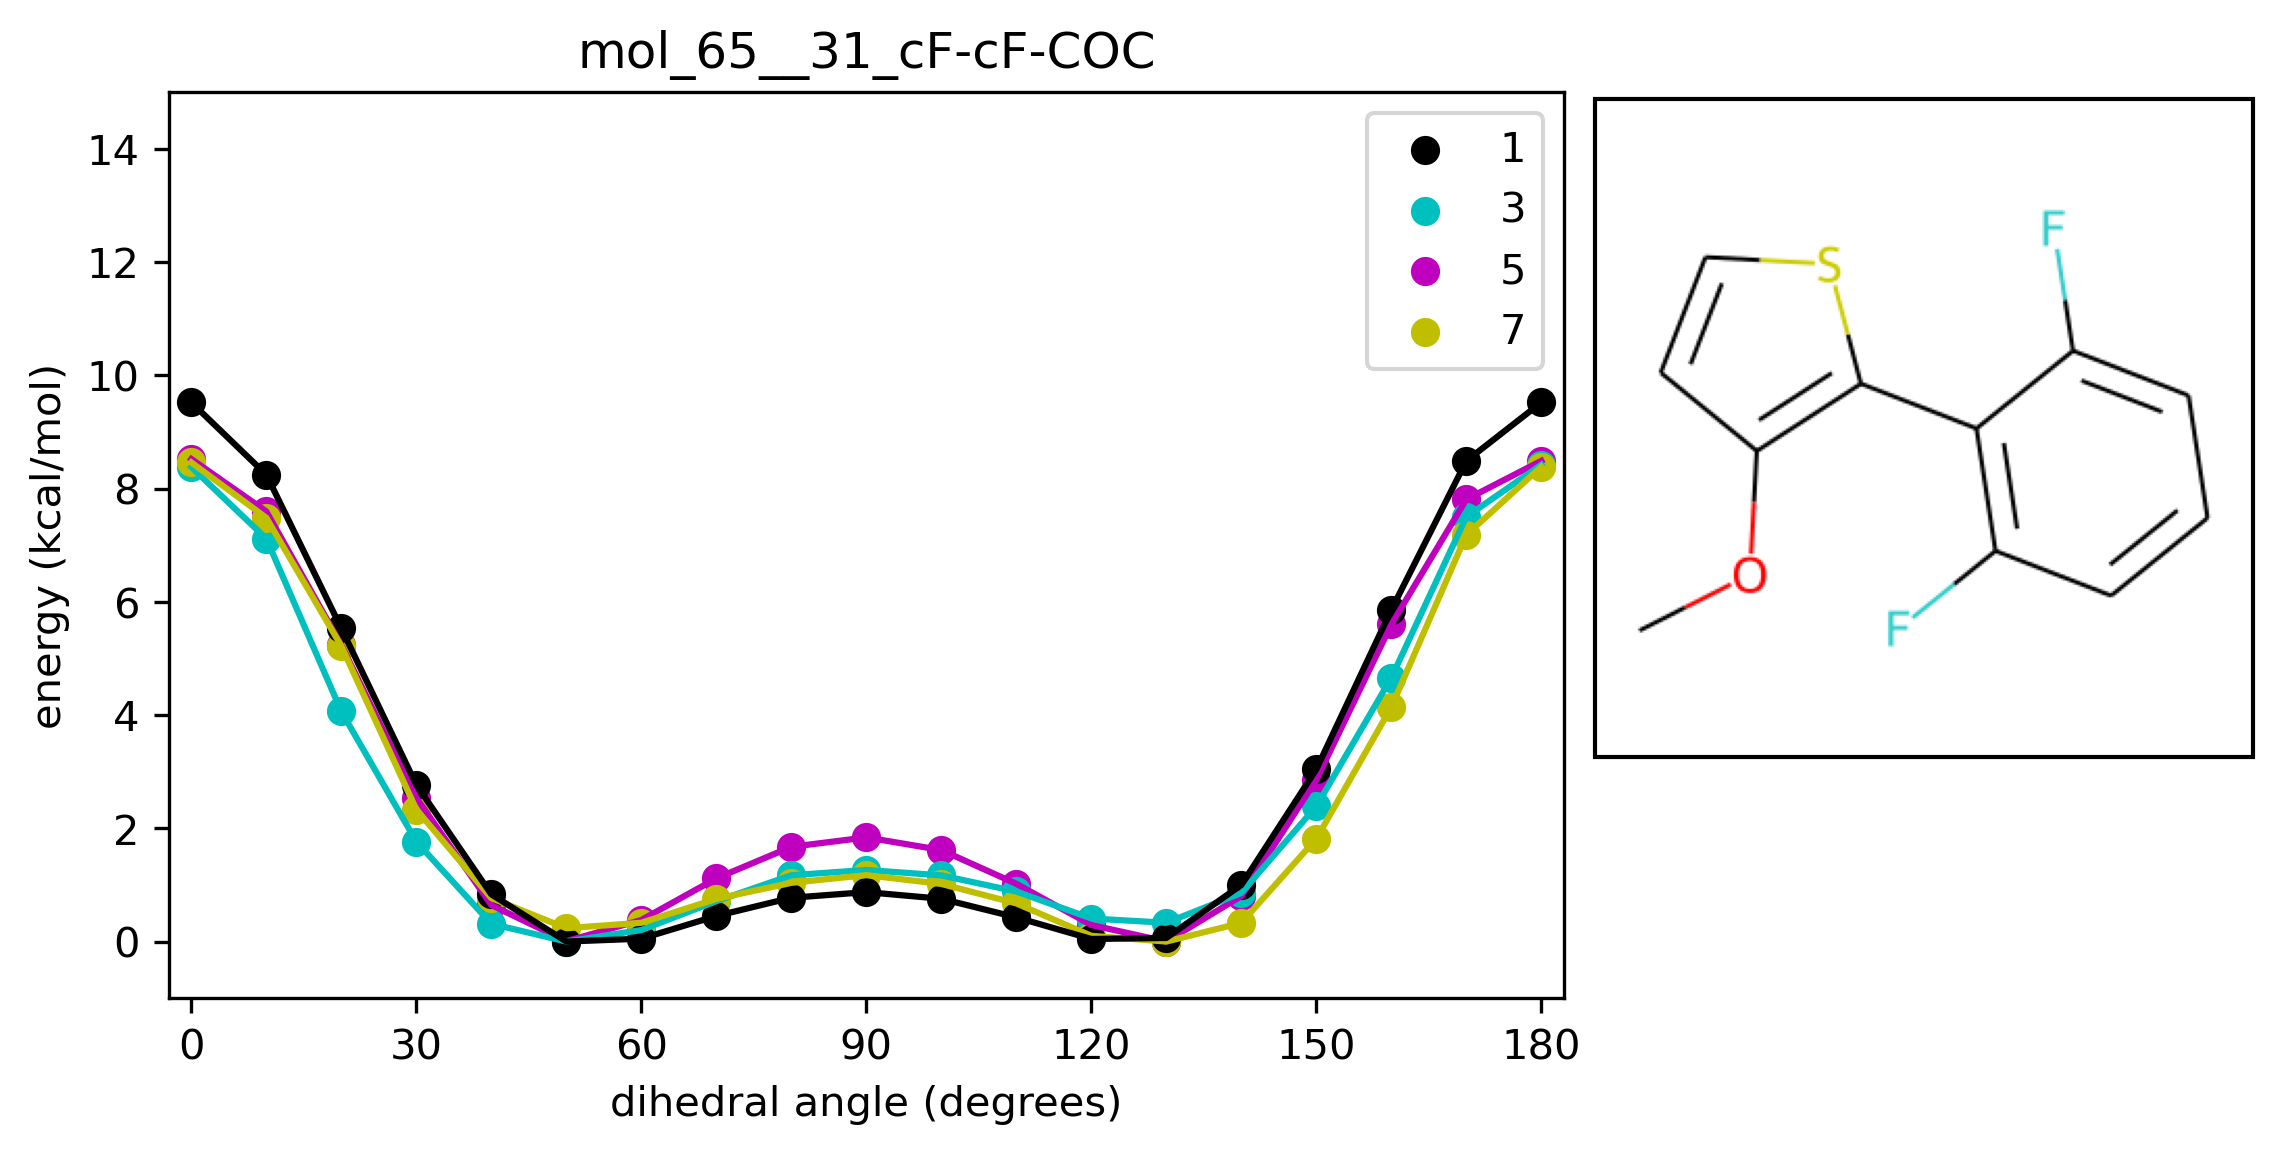 mol_65__31_cF-cF-COC
energy (kcal/mol)
14
12
10
8
6
4
2
0
0 30 60 90 120 150 180
dihedral angle (degrees)
1
3
5
7
S
F
O
F